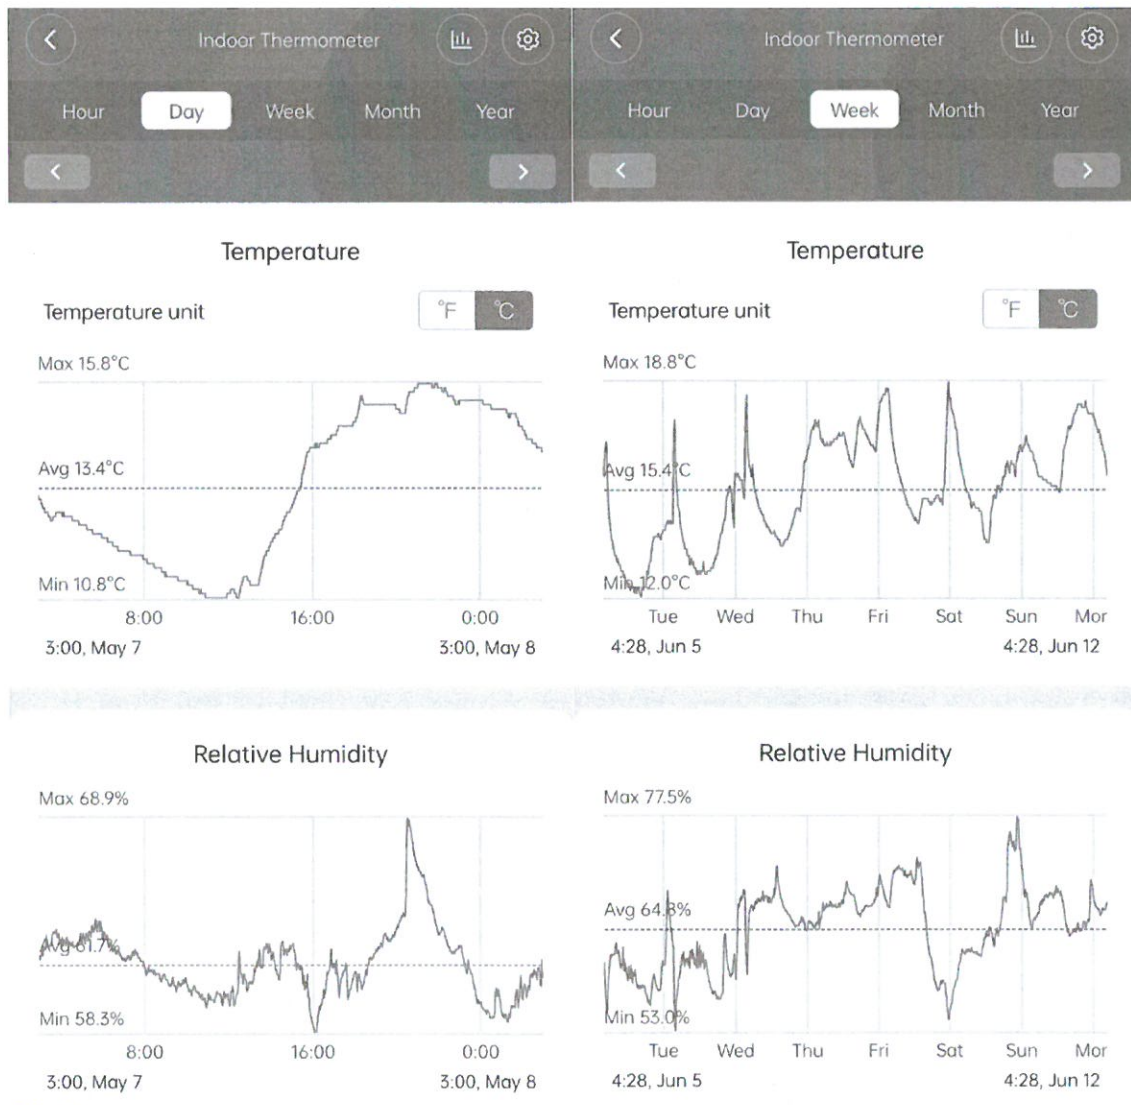 Indoor Thermometer
Hour Day Week Month Year
Temperature
Temperature unit °F °C
Max 15.8°C
Avg 13.4°C
Min 10.8°C
8:00 16:00 0:00
3:00, May 7 3:00, May 8
Relative Humidity
Max 68.9%
Avg 61.7%
Min 58.3%
8:00 16:00 0:00
3:00, May 7 3:00, May 8
Indoor Thermometer
Hour Day Week Month Year
Temperature
Temperature unit °F °C
Max 18.8°C
Avg 15.4°C
Min 12.0°C
Tue Wed Thu Fri Sat Sun Mor
4:28, Jun 5 4:28, Jun 12
Relative Humidity
Max 77.5%
Avg 64.8%
Min 53.0%
Tue Wed Thu Fri Sat Sun Mor
4:28, Jun 5 4:28, Jun 12